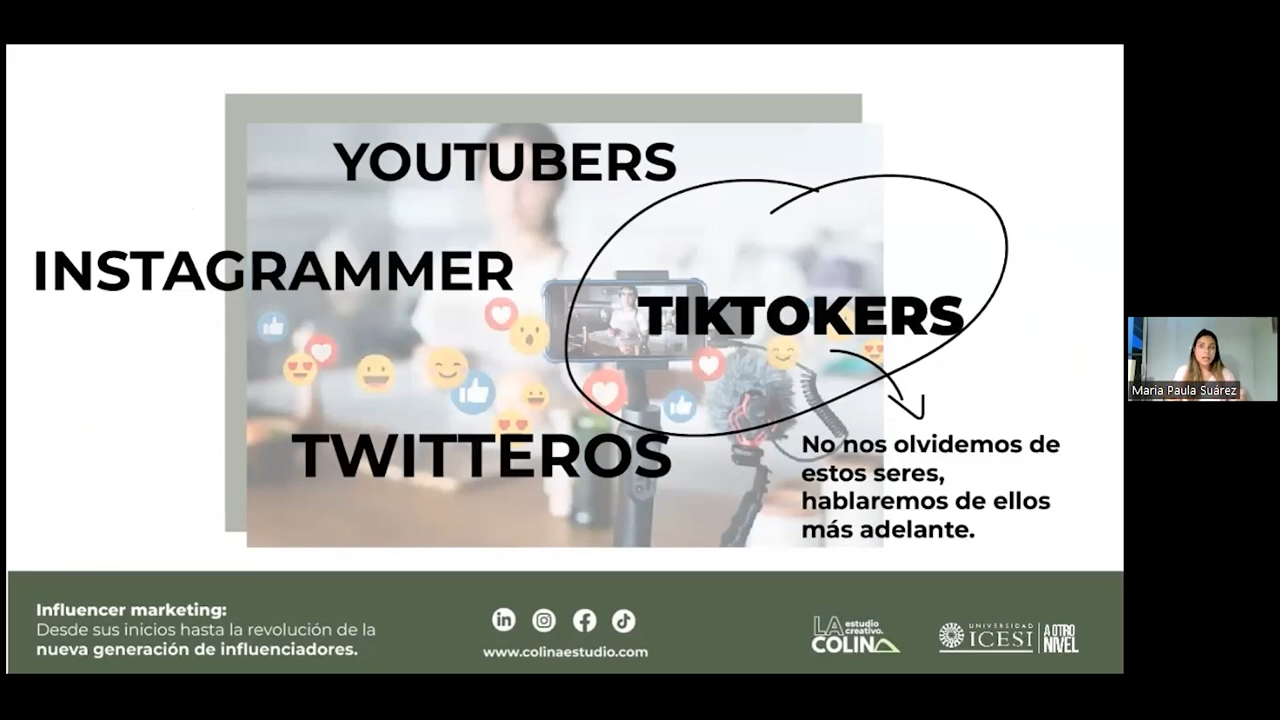 YOUTUBERS
INSTAGRAMMER
TIKTOKERS
TWITTEROS
No nos olvidemos de
estos seres,
hablaremos de ellos
más adelante.
Maria Paula Suárez
Influencer marketing:
Desde sus inicios hasta la revolución de la
nueva generación de influenciadores.
www.colinaestudio.com
LA estudio
creativo.
COLINA
UNIVERSIDAD
ICESI
A OTRO
NIVEL